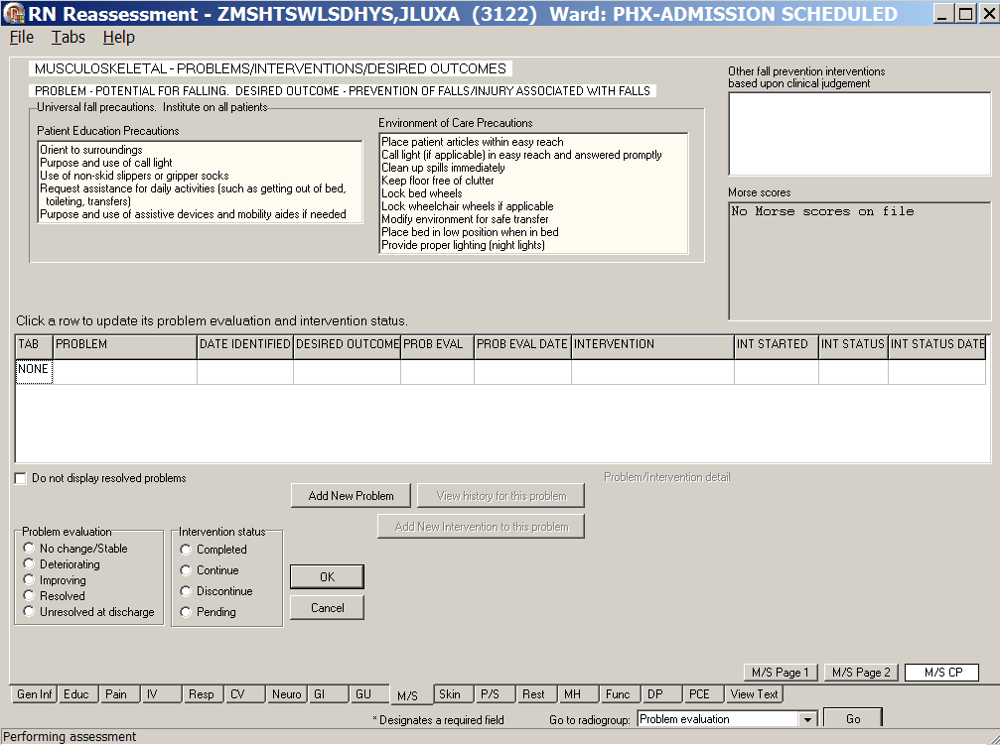 RN Reassessment - ZMSHTSWLSDHYS,JLUXA (3122) Ward: PHX-ADMISSION SCHEDULED
File Tabs Help
MUSCULOSKELETAL - PROBLEMS/INTERVENTIONS/DESIRED OUTCOMES
PROBLEM - POTENTIAL FOR FALLING. DESIRED OUTCOME - PREVENTION OF FALLS/INJURY ASSOCIATED WITH FALLS
Universal fall precautions. Institute on all patients
Patient Education Precautions
Orient to surroundings
Purpose and use of call light
Use of non-skid slippers or gripper socks
Request assistance for daily activities (such as getting out of bed,
toileting, transfers)
Purpose and use of assistive devices and mobility aides if needed
Environment of Care Precautions
Place patient articles within easy reach
Call light (if applicable) in easy reach and answered promptly
Clean up spills immediately
Keep floor free of clutter
Lock bed wheels
Lock wheelchair wheels if applicable
Modify environment for safe transfer
Place bed in low position when in bed
Provide proper lighting (night lights)
Other fall prevention interventions
based upon clinical judgement
Morse scores
No Morse scores on file
Click a row to update its problem evaluation and intervention status.
TAB PROBLEM DATE IDENTIFIED DESIRED OUTCOME PROB EVAL PROB EVAL DATE INTERVENTION INT STARTED INT STATUS INT STATUS DATE
NONE
Do not display resolved problems
Add New Problem View history for this problem
Problem/Intervention detail
Add New Intervention to this problem
Problem evaluation
No change/Stable
Deteriorating
Improving
Resolved
Unresolved at discharge
Intervention status
Completed
Continue
Discontinue
Pending
OK
Cancel
M/S Page 1 M/S Page 2 M/S CP
Gen Inf Educ Pain IV Resp CV Neuro GI GU M/S Skin P/S Rest MH Func DP PCE View Text
* Designates a required field Go to radiogroup: Problem evaluation Go
Performing assessment